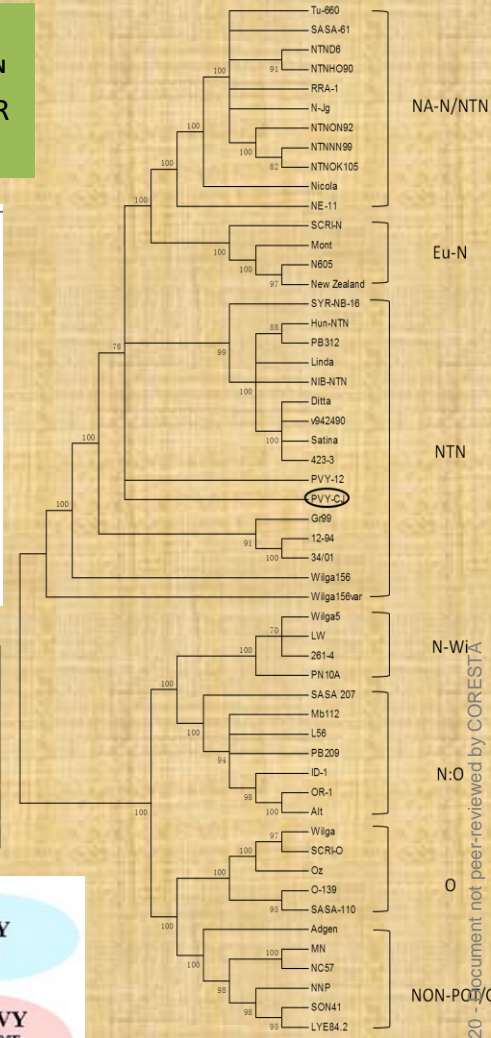 N
R
Tu-660
SASA-61
NTND6
91
NTNHO90
100
RRA-1
N-Jg
NTNON92
100
NTNNN99
82
NTNOK105
100
Nicola
100
NE-11
SCRI-N
100
Mont
100
N605
97
New Zealand
SYR-NB-16
88
Hun-NTN
PB312
78
99
Linda
NIB-NTN
100
Ditta
v942490
100
Satina
423-3
100
PVY-12
PVY-CJ
Gr99
91
12-94
100
34/01
100
Wilga156
Wilga156var
Wilga5
70
LW
100
261-4
PN10A
100
SASA 207
Mb112
100
L56
94
PB209
ID-1
98
OR-1
100
Alt
100
97
Wilga
100
SCRI-O
Oz
100
O-139
95
SASA-110
100
Adgen
100
MN
100
NC57
98
NNP
98
SON41
95
LYE84.2
NA-N/NTN
Eu-N
NTN
N-Wi
N:O
O
NON-POT/C
Y
VY
20 - Document not peer-reviewed by CORESTA